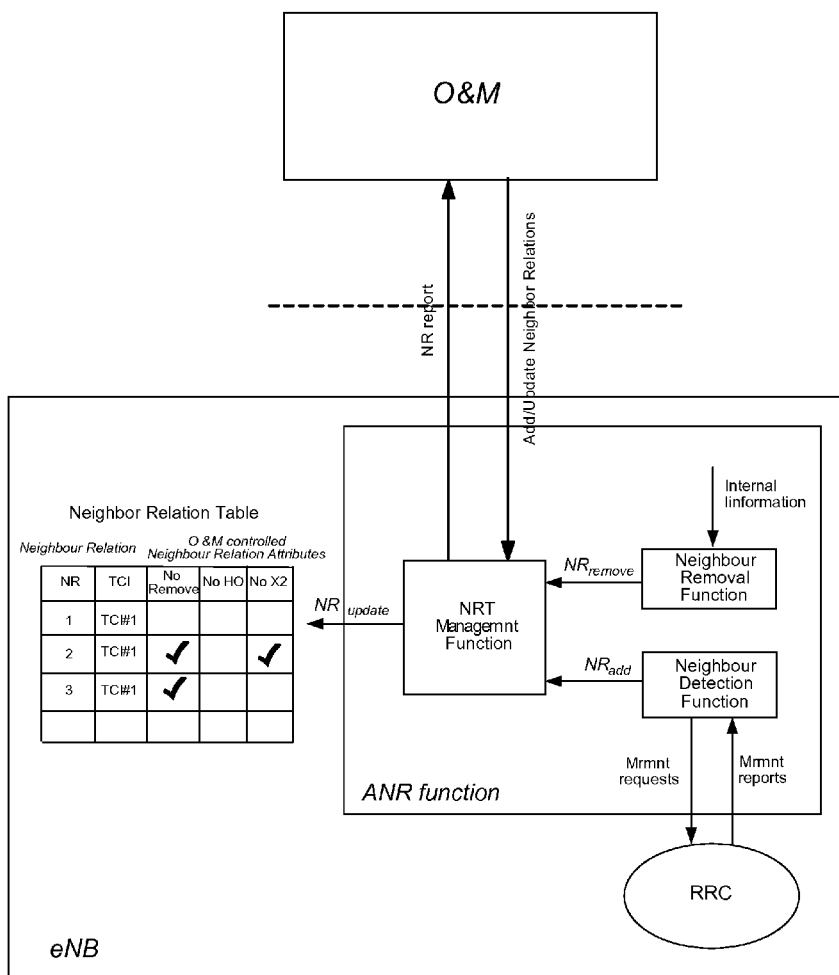 O&M
NR report
Add/Update Neighbor Relations
Internal
Iinformation
Neighbor Relation Table
Neighbour Relation
O &M controlled
Neighbour Relation Attributes
NR TCI No Remove No HO No X2
1 TCI#1
2 TCI#1 ✓ ✓
3 TCI#1 ✓
NR update
NRT
Managemnt
Function
NRremove
Neighbour
Removal
Function
NRadd
Neighbour
Detection
Function
Mrmnt
requests
Mrmnt
reports
ANR function
RRC
eNB